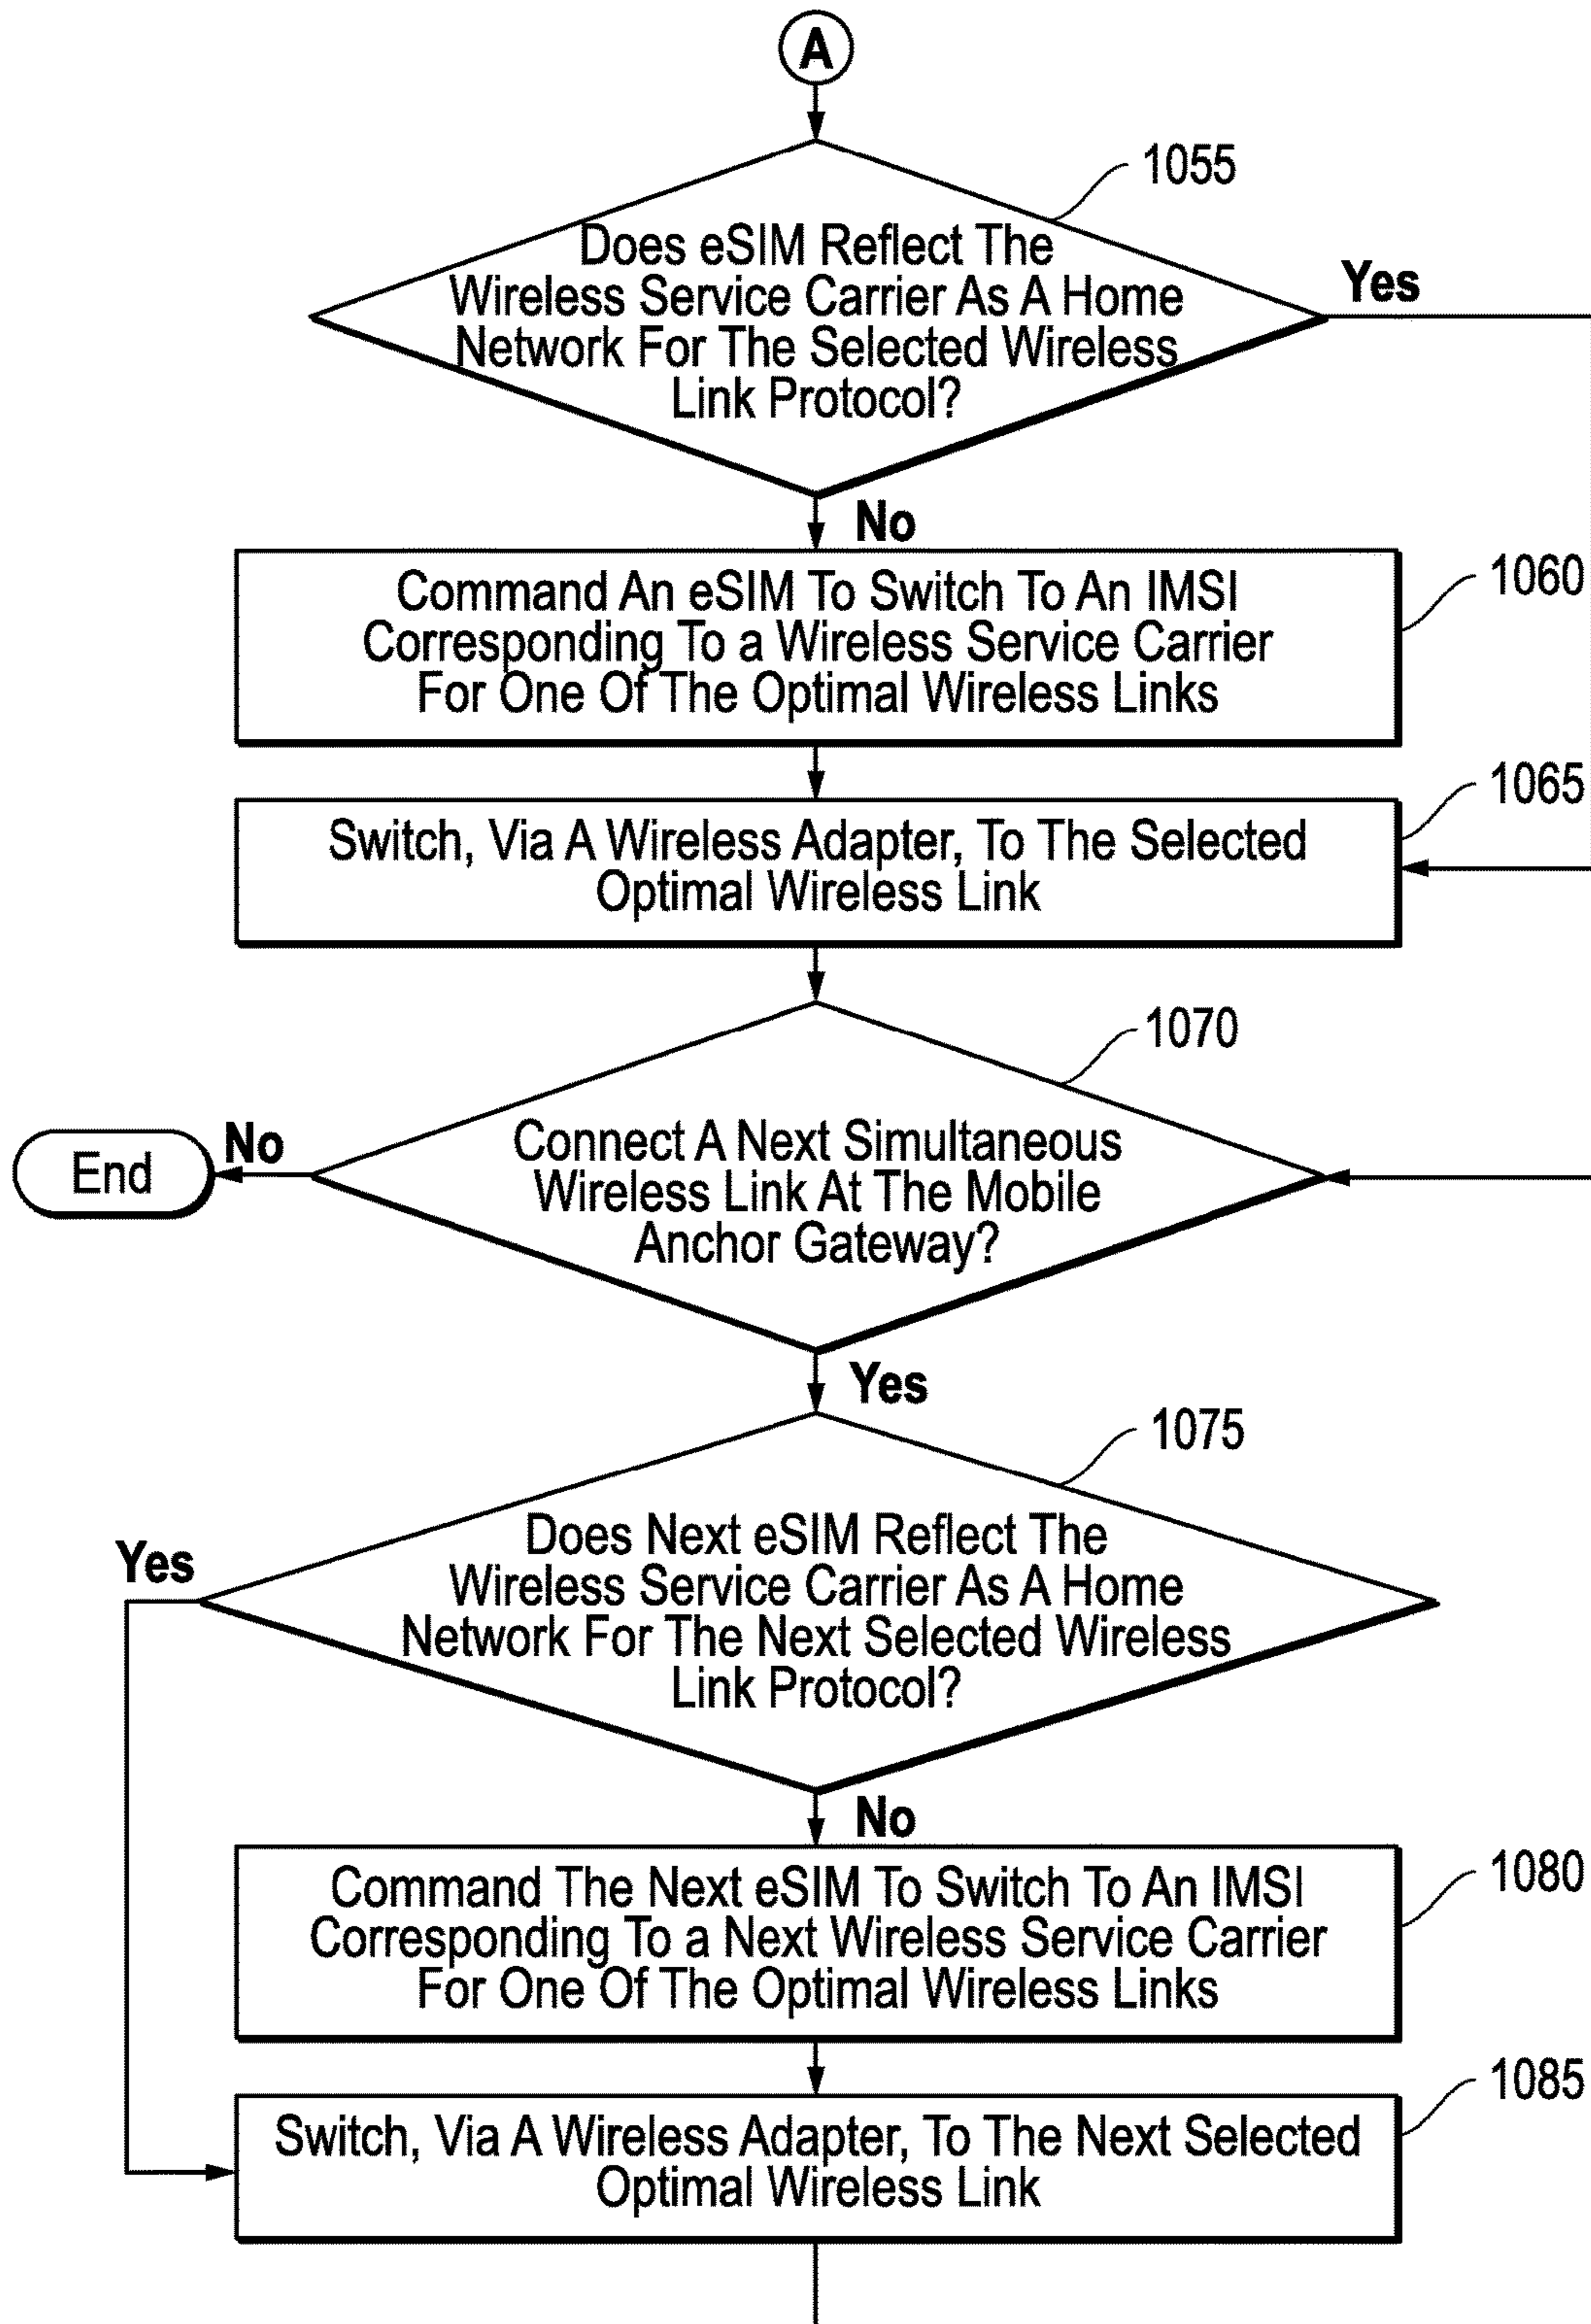 A
1055
Does eSIM Reflect The
Wireless Service Carrier As A Home
Network For The Selected Wireless
Link Protocol?
Yes
No
1060
Command An eSIM To Switch To An IMSI
Corresponding To a Wireless Service Carrier
For One Of The Optimal Wireless Links
1065
Switch, Via A Wireless Adapter, To The Selected
Optimal Wireless Link
1070
Connect A Next Simultaneous
Wireless Link At The Mobile
Anchor Gateway?
No
End
Yes
1075
Does Next eSIM Reflect The
Wireless Service Carrier As A Home
Network For The Next Selected Wireless
Link Protocol?
Yes
No
1080
Command The Next eSIM To Switch To An IMSI
Corresponding To a Next Wireless Service Carrier
For One Of The Optimal Wireless Links
1085
Switch, Via A Wireless Adapter, To The Next Selected
Optimal Wireless Link